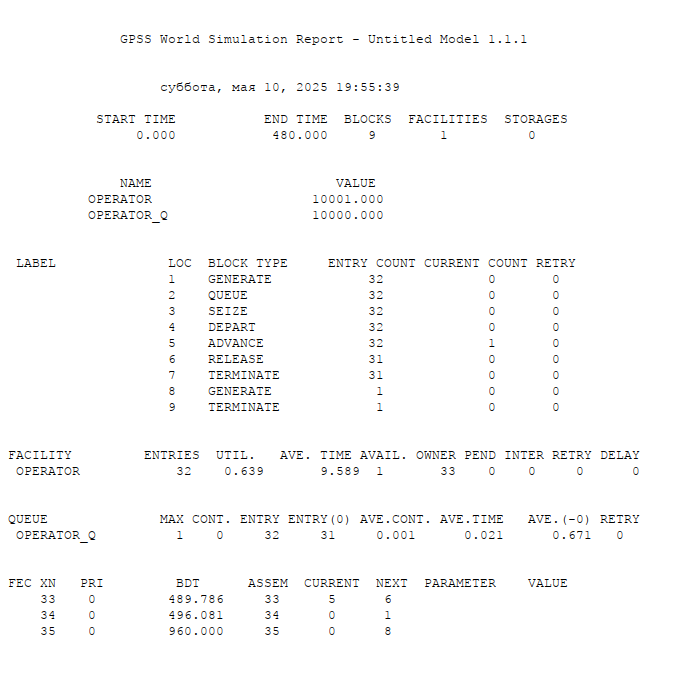 GPSS World Simulation Report - Untitled Model 1.1.1
суббота, мая 10, 2025 19:55:39
START TIME END TIME BLOCKS FACILITIES STORAGES
0.000 480.000 9 1 0
NAME VALUE
OPERATOR 10001.000
OPERATOR_Q 10000.000
LABEL LOC BLOCK TYPE ENTRY COUNT CURRENT COUNT RETRY
1 GENERATE 32 0 0
2 QUEUE 32 0 0
3 SEIZE 32 0 0
4 DEPART 32 0 0
5 ADVANCE 32 1 0
6 RELEASE 31 0 0
7 TERMINATE 31 0 0
8 GENERATE 1 0 0
9 TERMINATE 1 0 0
FACILITY ENTRIES UTIL. AVE. TIME AVAIL. OWNER PEND INTER RETRY DELAY
OPERATOR 32 0.639 9.589 1 33 0 0 0 0
QUEUE MAX CONT. ENTRY ENTRY(0) AVE.CONT. AVE.TIME AVE.(-0) RETRY
OPERATOR_Q 1 0 32 31 0.001 0.021 0.671 0
FEC XN PRI BDT ASSEM CURRENT NEXT PARAMETER VALUE
33 0 489.786 33 5 6
34 0 496.081 34 0 1
35 0 960.000 35 0 8